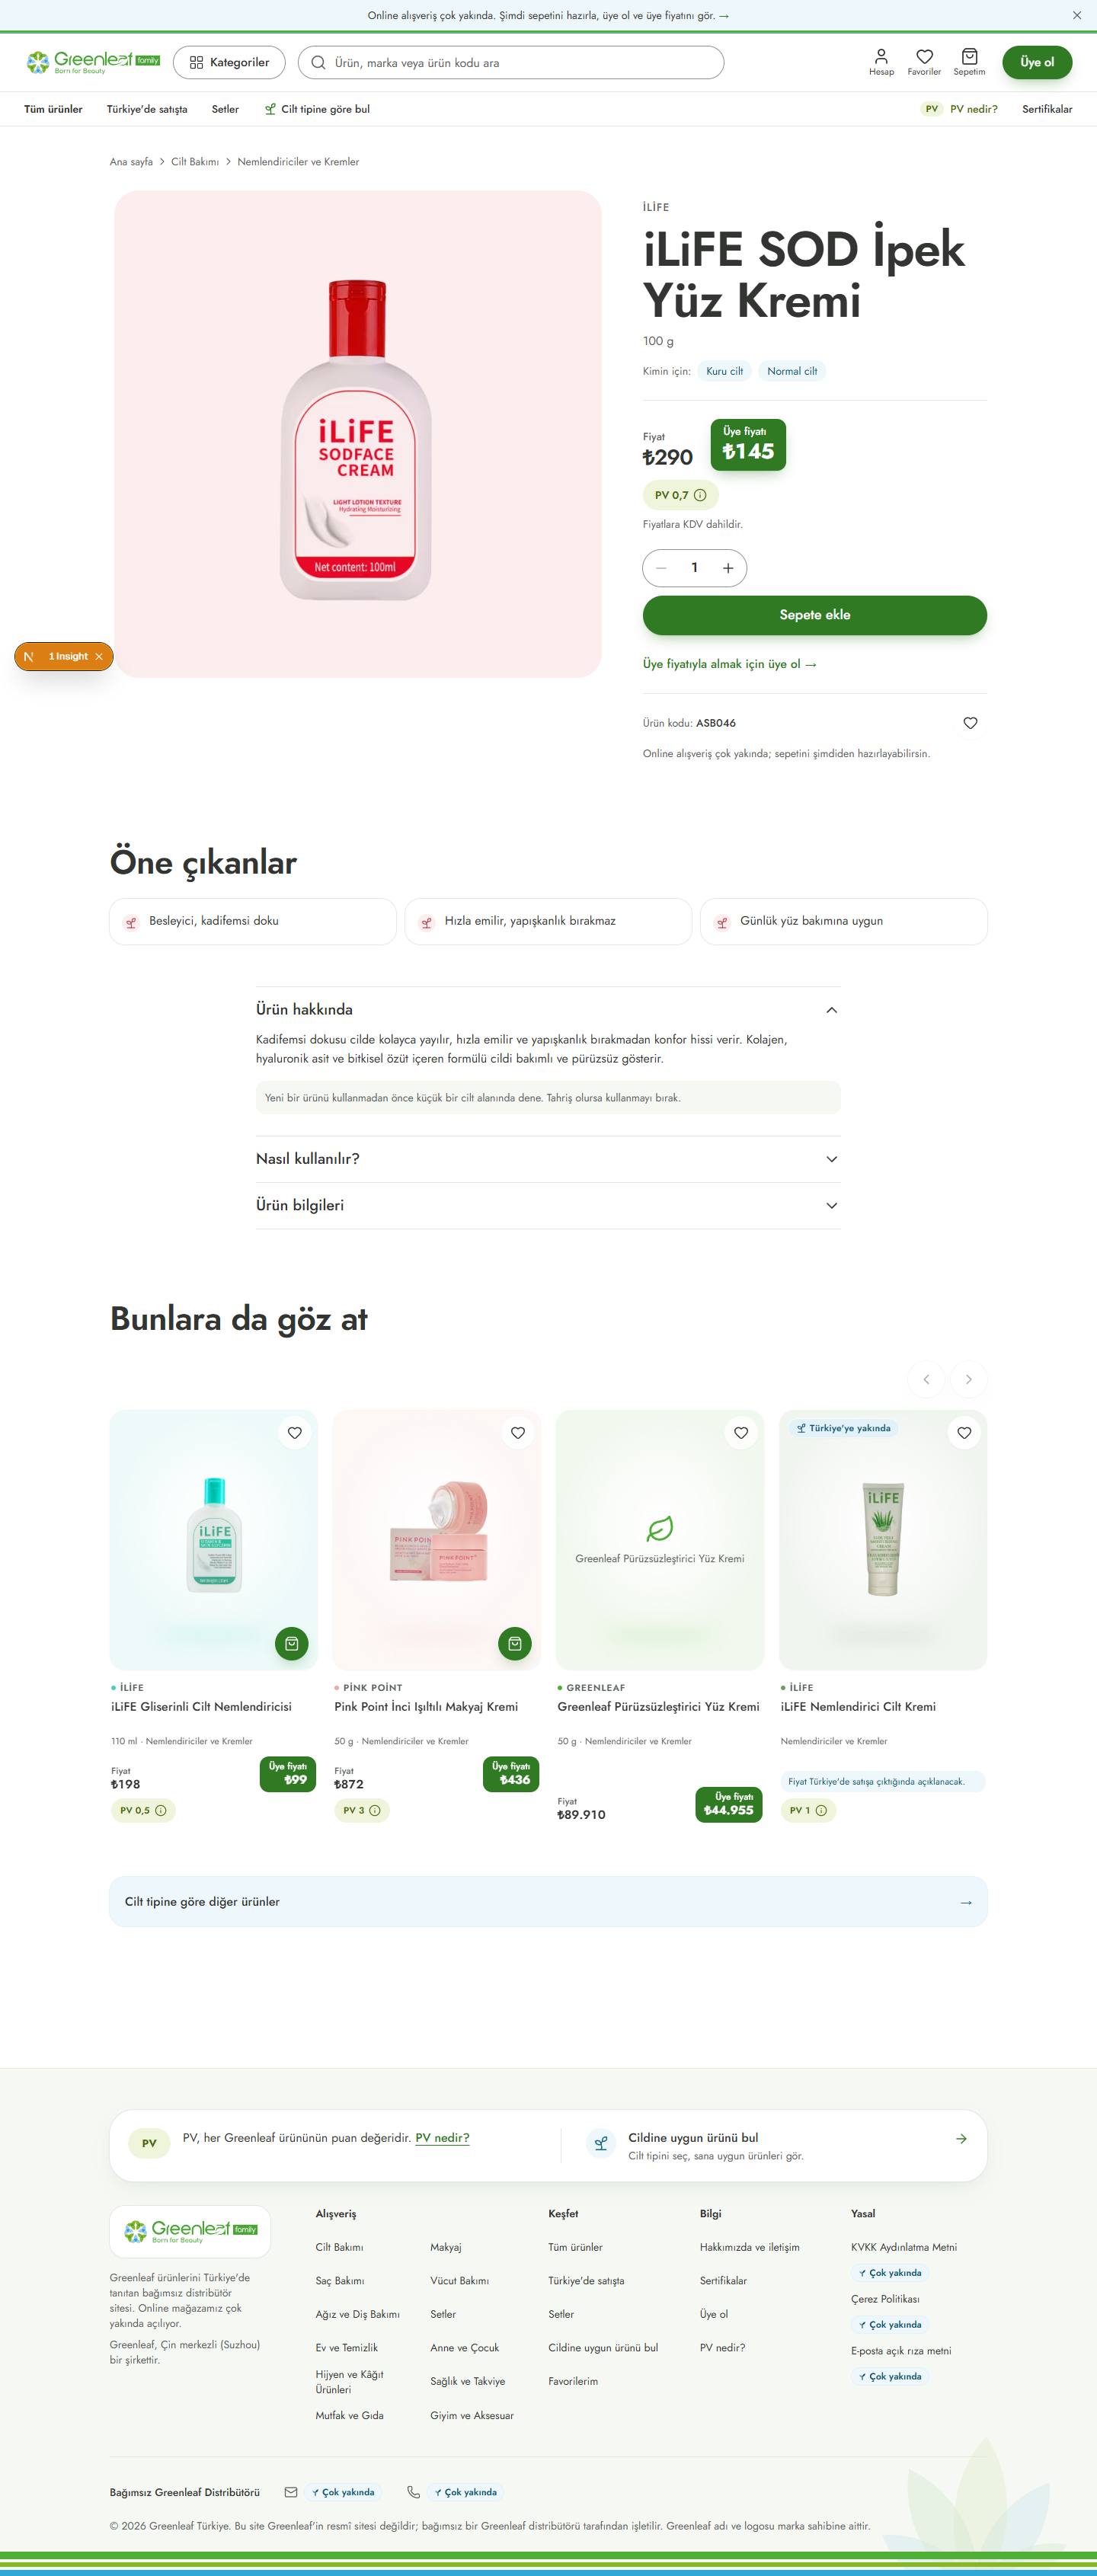 Online alışveriş çok yakında. Şimdi sepetini hazırla, üye ol ve üye fiyatını gör. →
Greenleaf family
Born for Beauty
Kategoriler
Ürün, marka veya ürün kodu ara
Hesap
Favoriler
Sepetim
Üye ol
Tüm ürünler
Türkiye'de satışta
Setler
Cilt tipine göre bul
PV PV nedir?
Sertifikalar
Ana sayfa > Cilt Bakımı > Nemlendiriciler ve Kremler
iLiFE
SODFACE
CREAM
LIGHT LOTION TEXTURE
Hydrating Moisturizing
Net content: 100ml
İLİFE
iLiFE SOD İpek
Yüz Kremi
100 g
Kimin için: Kuru cilt Normal cilt
Fiyat
₺290
Üye fiyatı
₺145
PV 0,7
Fiyatlara KDV dahildir.
1
Sepete ekle
Üye fiyatıyla almak için üye ol →
Ürün kodu: ASB046
Online alışveriş çok yakında; sepetini şimdiden hazırlayabilirsin.
N 1 Insight
Öne çıkanlar
Besleyici, kadifemsi doku
Hızla emilir, yapışkanlık bırakmaz
Günlük yüz bakımına uygun
Ürün hakkında
Kadifemsi dokusu cilde kolayca yayılır, hızla emilir ve yapışkanlık bırakmadan konfor hissi verir. Kolajen,
hyaluronik asit ve bitkisel özüt içeren formülü cildi bakımlı ve pürüzsüz gösterir.
Yeni bir ürünü kullanmadan önce küçük bir cilt alanında dene. Tahriş olursa kullanmayı bırak.
Nasıl kullanılır?
Ürün bilgileri
Bunlara da göz at
iLiFE
PINK POINT
PINK POINT
Greenleaf Pürüzsüzleştirici Yüz Kremi
Türkiye'ye yakında
iLiFE
İLİFE
iLiFE Gliserinli Cilt Nemlendiricisi
110 ml · Nemlendiriciler ve Kremler
Fiyat
₺198
Üye fiyatı
₺99
PV 0,5
PİNK POİNT
Pink Point İnci Işıltılı Makyaj Kremi
50 g · Nemlendiriciler ve Kremler
Fiyat
₺872
Üye fiyatı
₺436
PV 3
GREENLEAF
Greenleaf Pürüzsüzleştirici Yüz Kremi
50 g · Nemlendiriciler ve Kremler
Fiyat
₺89.910
Üye fiyatı
₺44.955
İLİFE
iLiFE Nemlendirici Cilt Kremi
Nemlendiriciler ve Kremler
Fiyat Türkiye'de satışa çıktığında açıklanacak.
PV 1
Cilt tipine göre diğer ürünler →
PV PV, her Greenleaf ürününün puan değeridir. PV nedir?
Cildine uygun ürünü bul
Cilt tipini seç, sana uygun ürünleri gör.
Greenleaf family
Born for Beauty
Greenleaf ürünlerini Türkiye'de
tanıtan bağımsız distribütör
sitesi. Online mağazamız çok
yakında açılıyor.
Greenleaf, Çin merkezli (Suzhou)
bir şirkettir.
Alışveriş
Cilt Bakımı
Makyaj
Saç Bakımı
Vücut Bakımı
Ağız ve Diş Bakımı
Setler
Ev ve Temizlik
Anne ve Çocuk
Hijyen ve Kâğıt
Ürünleri
Sağlık ve Takviye
Mutfak ve Gıda
Giyim ve Aksesuar
Keşfet
Tüm ürünler
Türkiye'de satışta
Setler
Cildine uygun ürünü bul
Favorilerim
Bilgi
Hakkımızda ve iletişim
Sertifikalar
Üye ol
PV nedir?
Yasal
KVKK Aydınlatma Metni
Çok yakında
Çerez Politikası
Çok yakında
E-posta açık rıza metni
Çok yakında
Bağımsız Greenleaf Distribütörü
Çok yakında
Çok yakında
© 2026 Greenleaf Türkiye. Bu site Greenleaf'in resmî sitesi değildir; bağımsız bir Greenleaf distribütörü tarafından işletilir. Greenleaf adı ve logosu marka sahibine aittir.